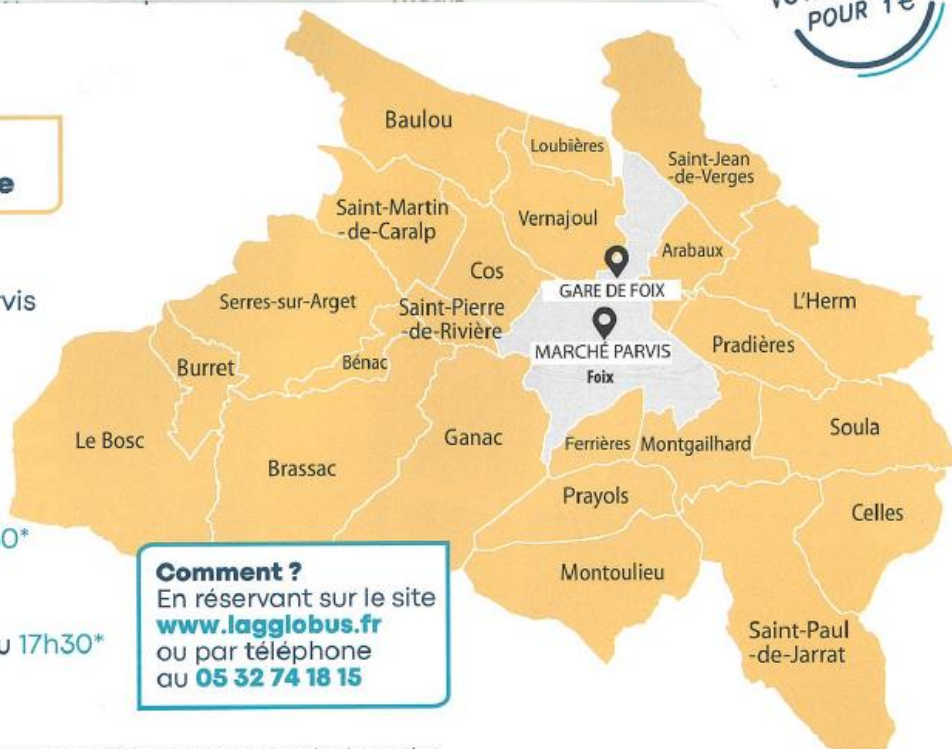 POUR 1€
Baulou
Loubières
Saint-Jean
-de-Verges
Saint-Martin
-de-Caralp
Vernajoul
Arabaux
Cos
GARE DE FOIX
L'Herm
Serres-sur-Arget
Saint-Pierre
-de-Rivière
MARCHÉ PARVIS
Foix
Pradières
Burret
Bénac
Le Bosc
Brassac
Ganac
Ferrières
Montgailhard
Soula
Prayols
Celles
Montoulieu
Saint-Paul
-de-Jarrat
17h30*
Comment ?
En réservant sur le site
www.lagglobus.fr
ou par téléphone
au 05 32 74 18 15